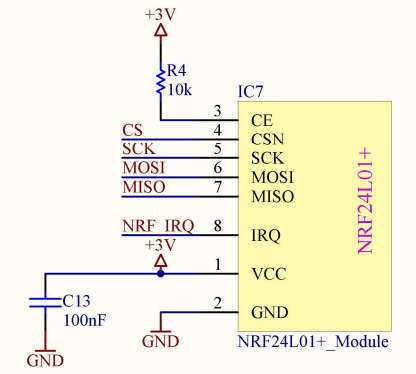 +3V
R4
10k
IC7
3 CE
CS 4 CSN
SCK 5 SCK
MOSI 6 MOSI
MISO 7 MISO
NRF24L01+
NRF_IRQ 8 IRQ
+3V
1 VCC
C13
100nF
2 GND
GND
GND
NRF24L01+_Module